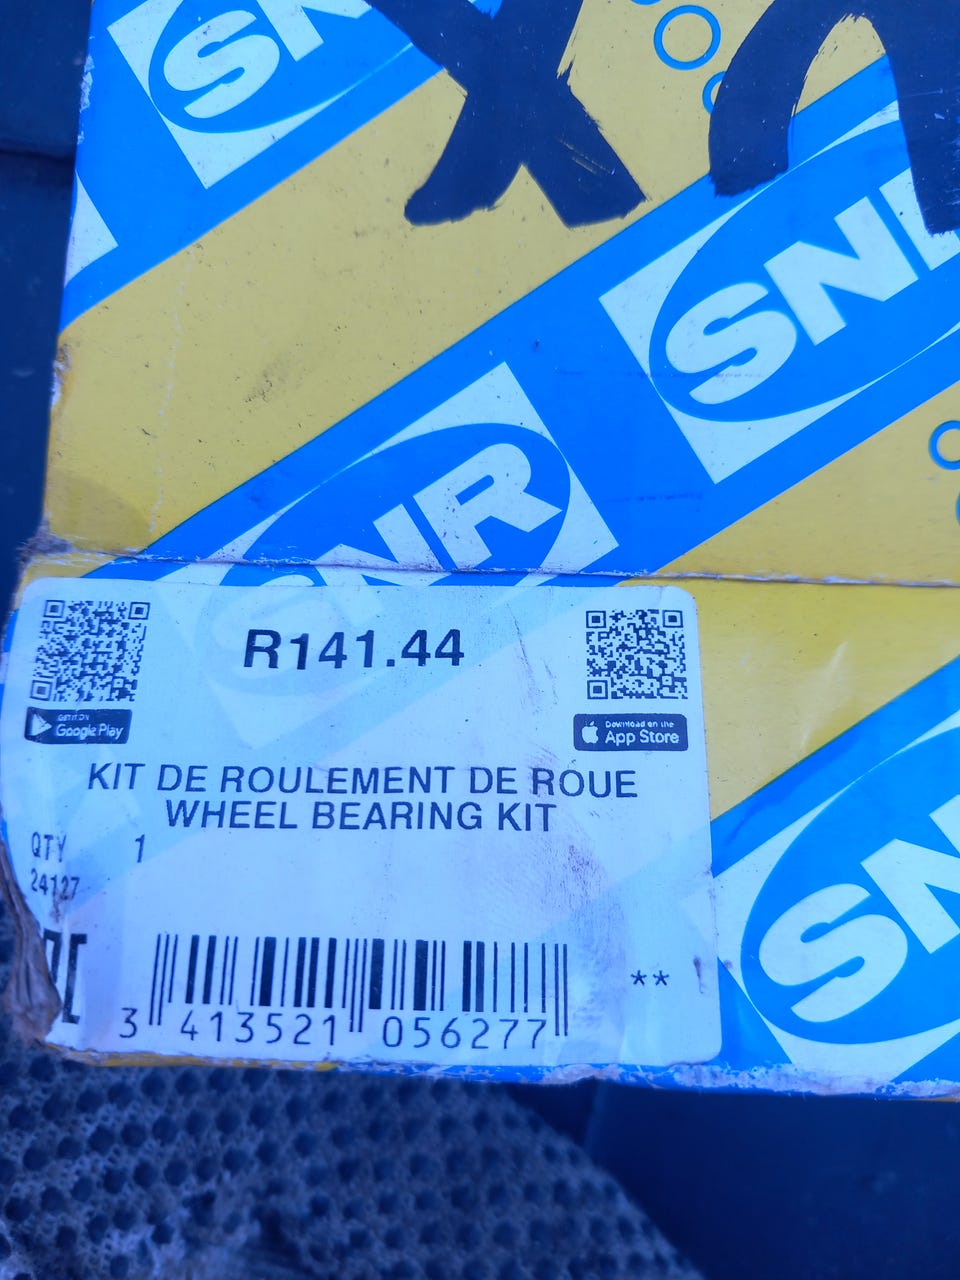 SNR
SNR
SNR
R141.44
GET IT ON
Google Play
Download on the
App Store
KIT DE ROULEMENT DE ROUE
WHEEL BEARING KIT
QTY 1
24127
3 413521 056277
**
SN